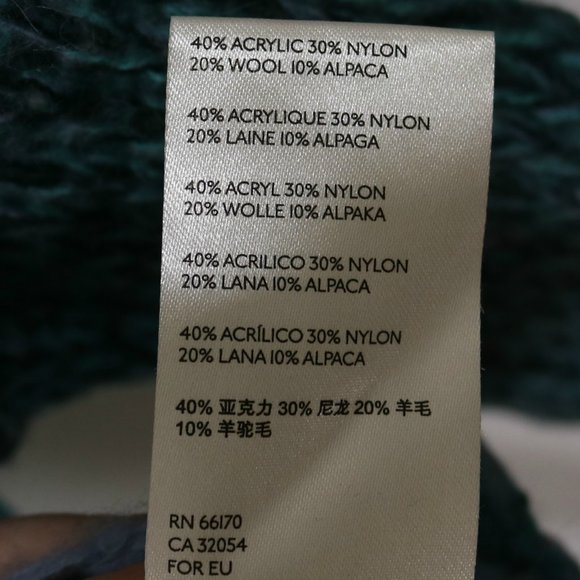 40% ACRYLIC 30% NYLON
20% WOOL 10% ALPACA
40% ACRYLIQUE 30% NYLON
20% LAINE 10% ALPAGA
40% ACRYL 30% NYLON
20% WOLLE 10% ALPAKA
40% ACRILICO 30% NYLON
20% LANA 10% ALPACA
40% ACRÍLICO 30% NYLON
20% LANA 10% ALPACA
40% 亚克力 30% 尼龙 20% 羊毛
10% 羊驼毛
RN 66170
CA 32054
FOR EU